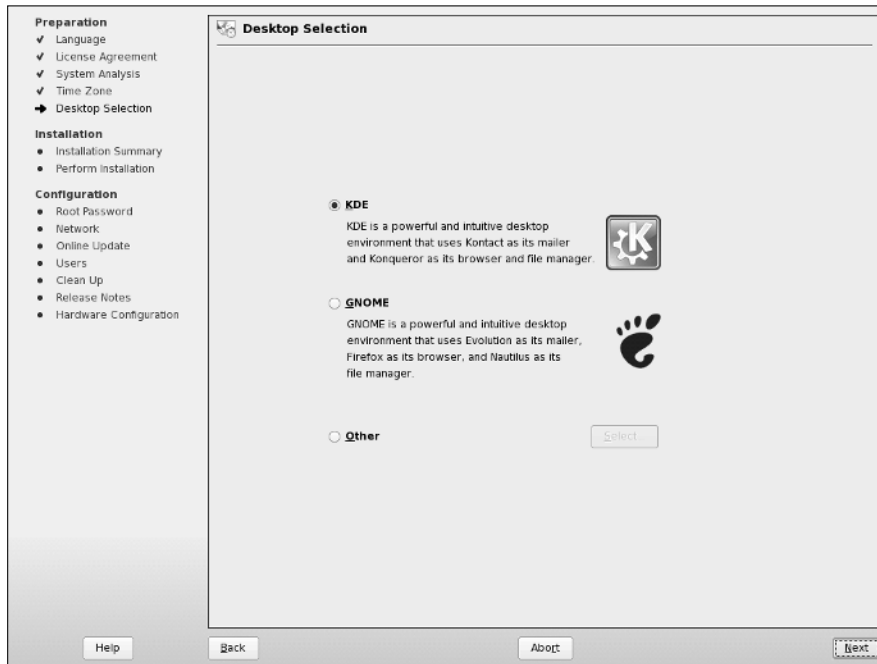 Preparation
Language
License Agreement
System Analysis
Time Zone
Desktop Selection
Installation
Installation Summary
Perform Installation
Configuration
Root Password
Network
Online Update
Users
Clean Up
Release Notes
Hardware Configuration
Desktop Selection
KDE
KDE is a powerful and intuitive desktop
environment that uses Kontact as its mailer
and Konqueror as its browser and file manager.
GNOME
GNOME is a powerful and intuitive desktop
environment that uses Evolution as its mailer,
Firefox as its browser, and Nautilus as its
file manager.
Other
Select...
Help
Back
Abort
Next